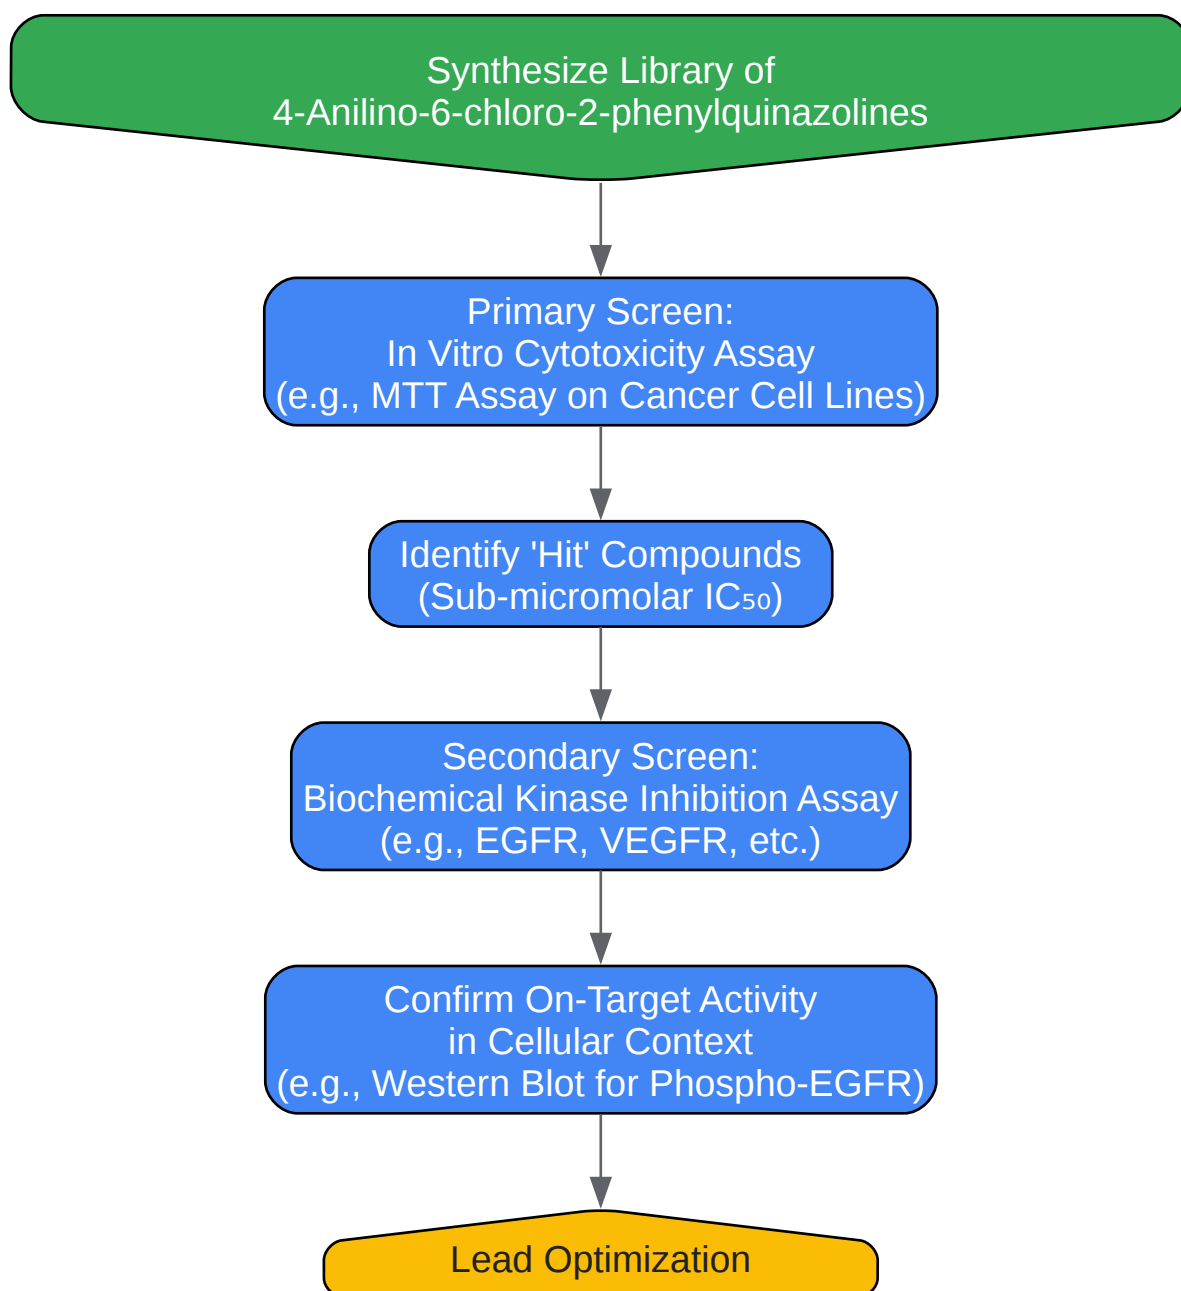 Synthesize Library of
4-Anilino-6-chloro-2-phenylquinazolines
Primary Screen:
In Vitro Cytotoxicity Assay
(e.g., MTT Assay on Cancer Cell Lines)
Identify 'Hit' Compounds
(Sub-micromolar IC₅₀)
Secondary Screen:
Biochemical Kinase Inhibition Assay
(e.g., EGFR, VEGFR, etc.)
Confirm On-Target Activity
in Cellular Context
(e.g., Western Blot for Phospho-EGFR)
Lead Optimization